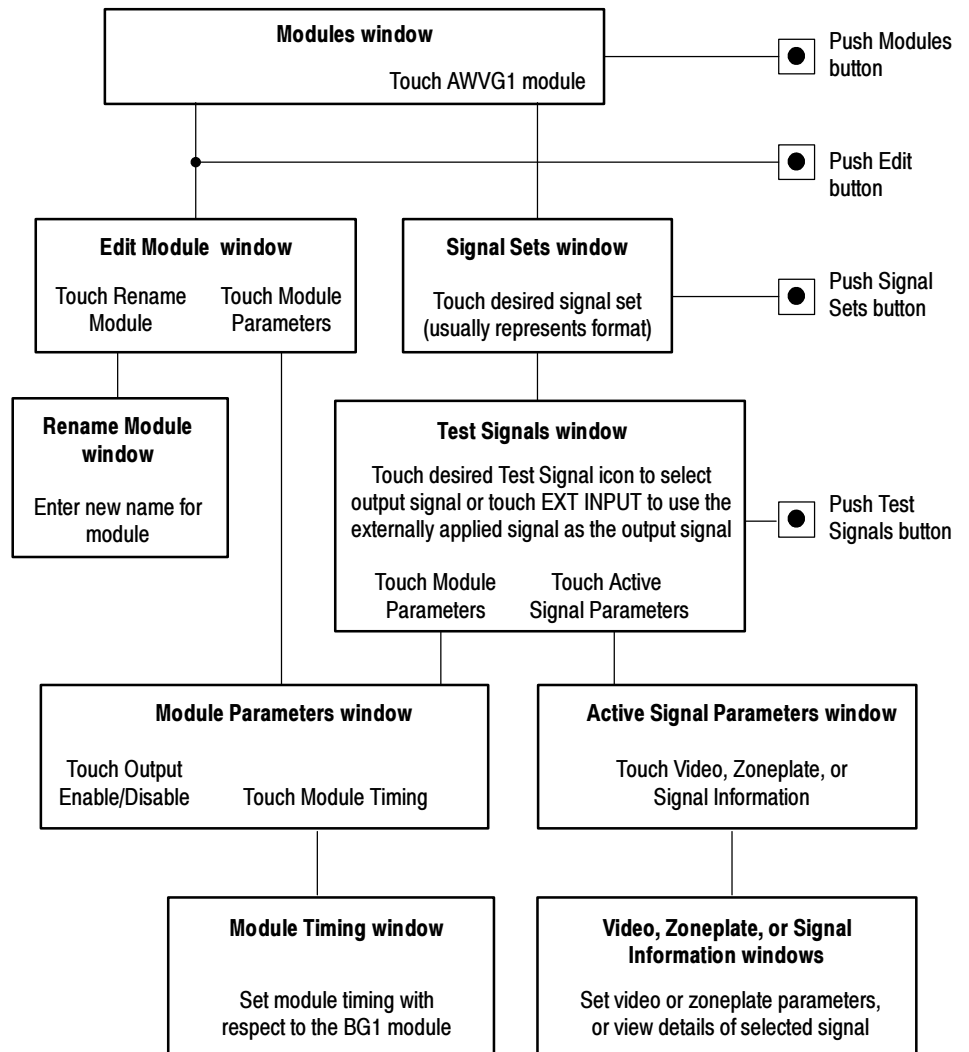 Modules window
Touch AWVG1 module
Push Modules
button
Push Edit
button
Edit Module window
Touch Rename
Module
Touch Module
Parameters
Signal Sets window
Touch desired signal set
(usually represents format)
Push Signal
Sets button
Rename Module
window
Enter new name for
module
Test Signals window
Touch desired Test Signal icon to select
output signal or touch EXT INPUT to use the
externally applied signal as the output signal
Touch Module
Parameters
Touch Active
Signal Parameters
Push Test
Signals button
Module Parameters window
Touch Output
Enable/Disable
Touch Module Timing
Active Signal Parameters window
Touch Video, Zoneplate, or
Signal Information
Module Timing window
Set module timing with
respect to the BG1 module
Video, Zoneplate, or Signal
Information windows
Set video or zoneplate parameters,
or view details of selected signal